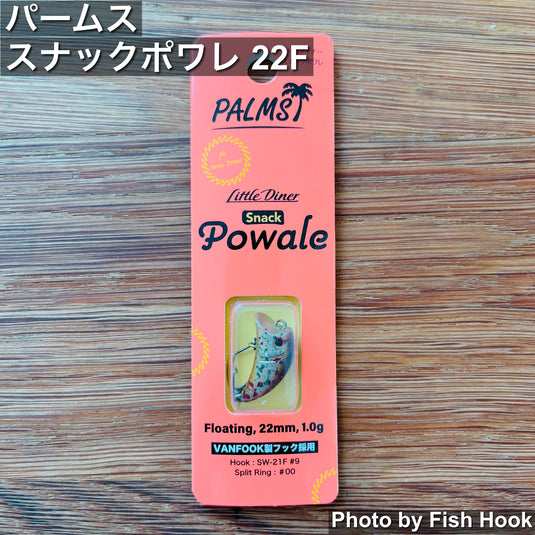 パームス
スナックポワレ 22F
PALMS
Area Trout
Little Diner
Snack
Powale
Floating, 22mm, 1.0g
VANFOOK製フック採用
Hook : SW-21F #9
Split Ring : #00
Photo by Fish Hook